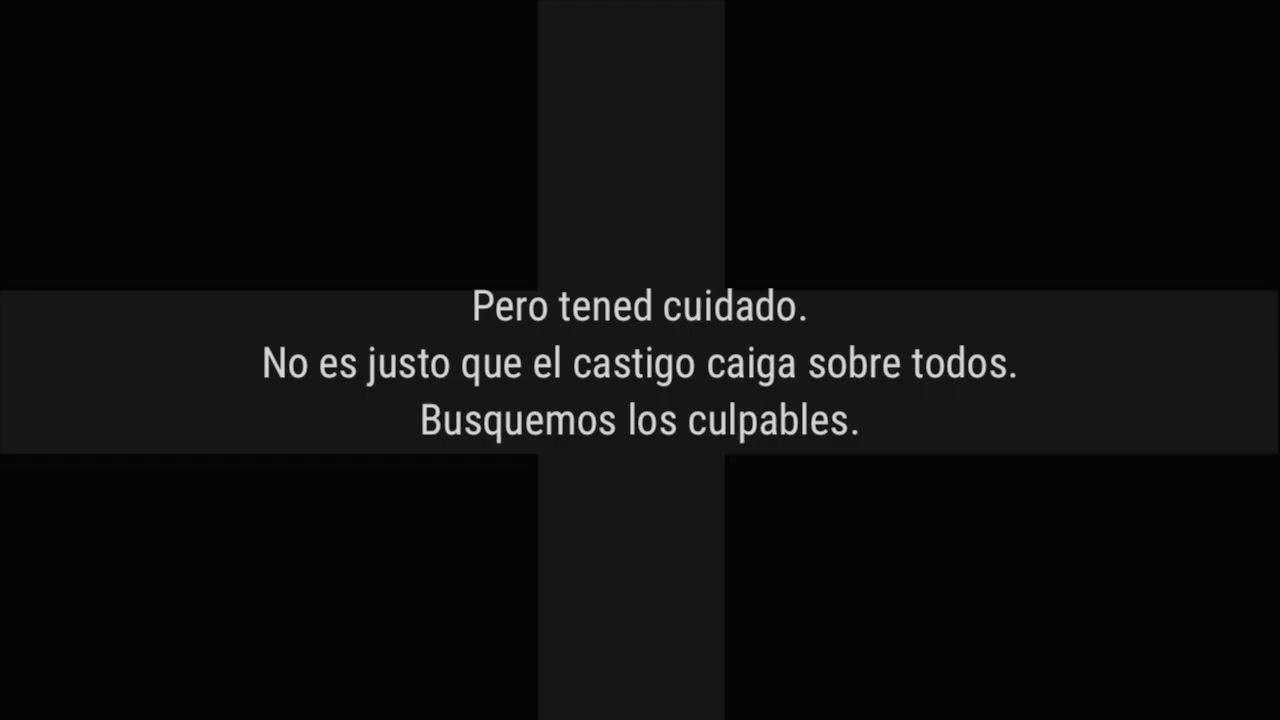 Pero tened cuidado.
No es justo que el castigo caiga sobre todos.
Busquemos los culpables.